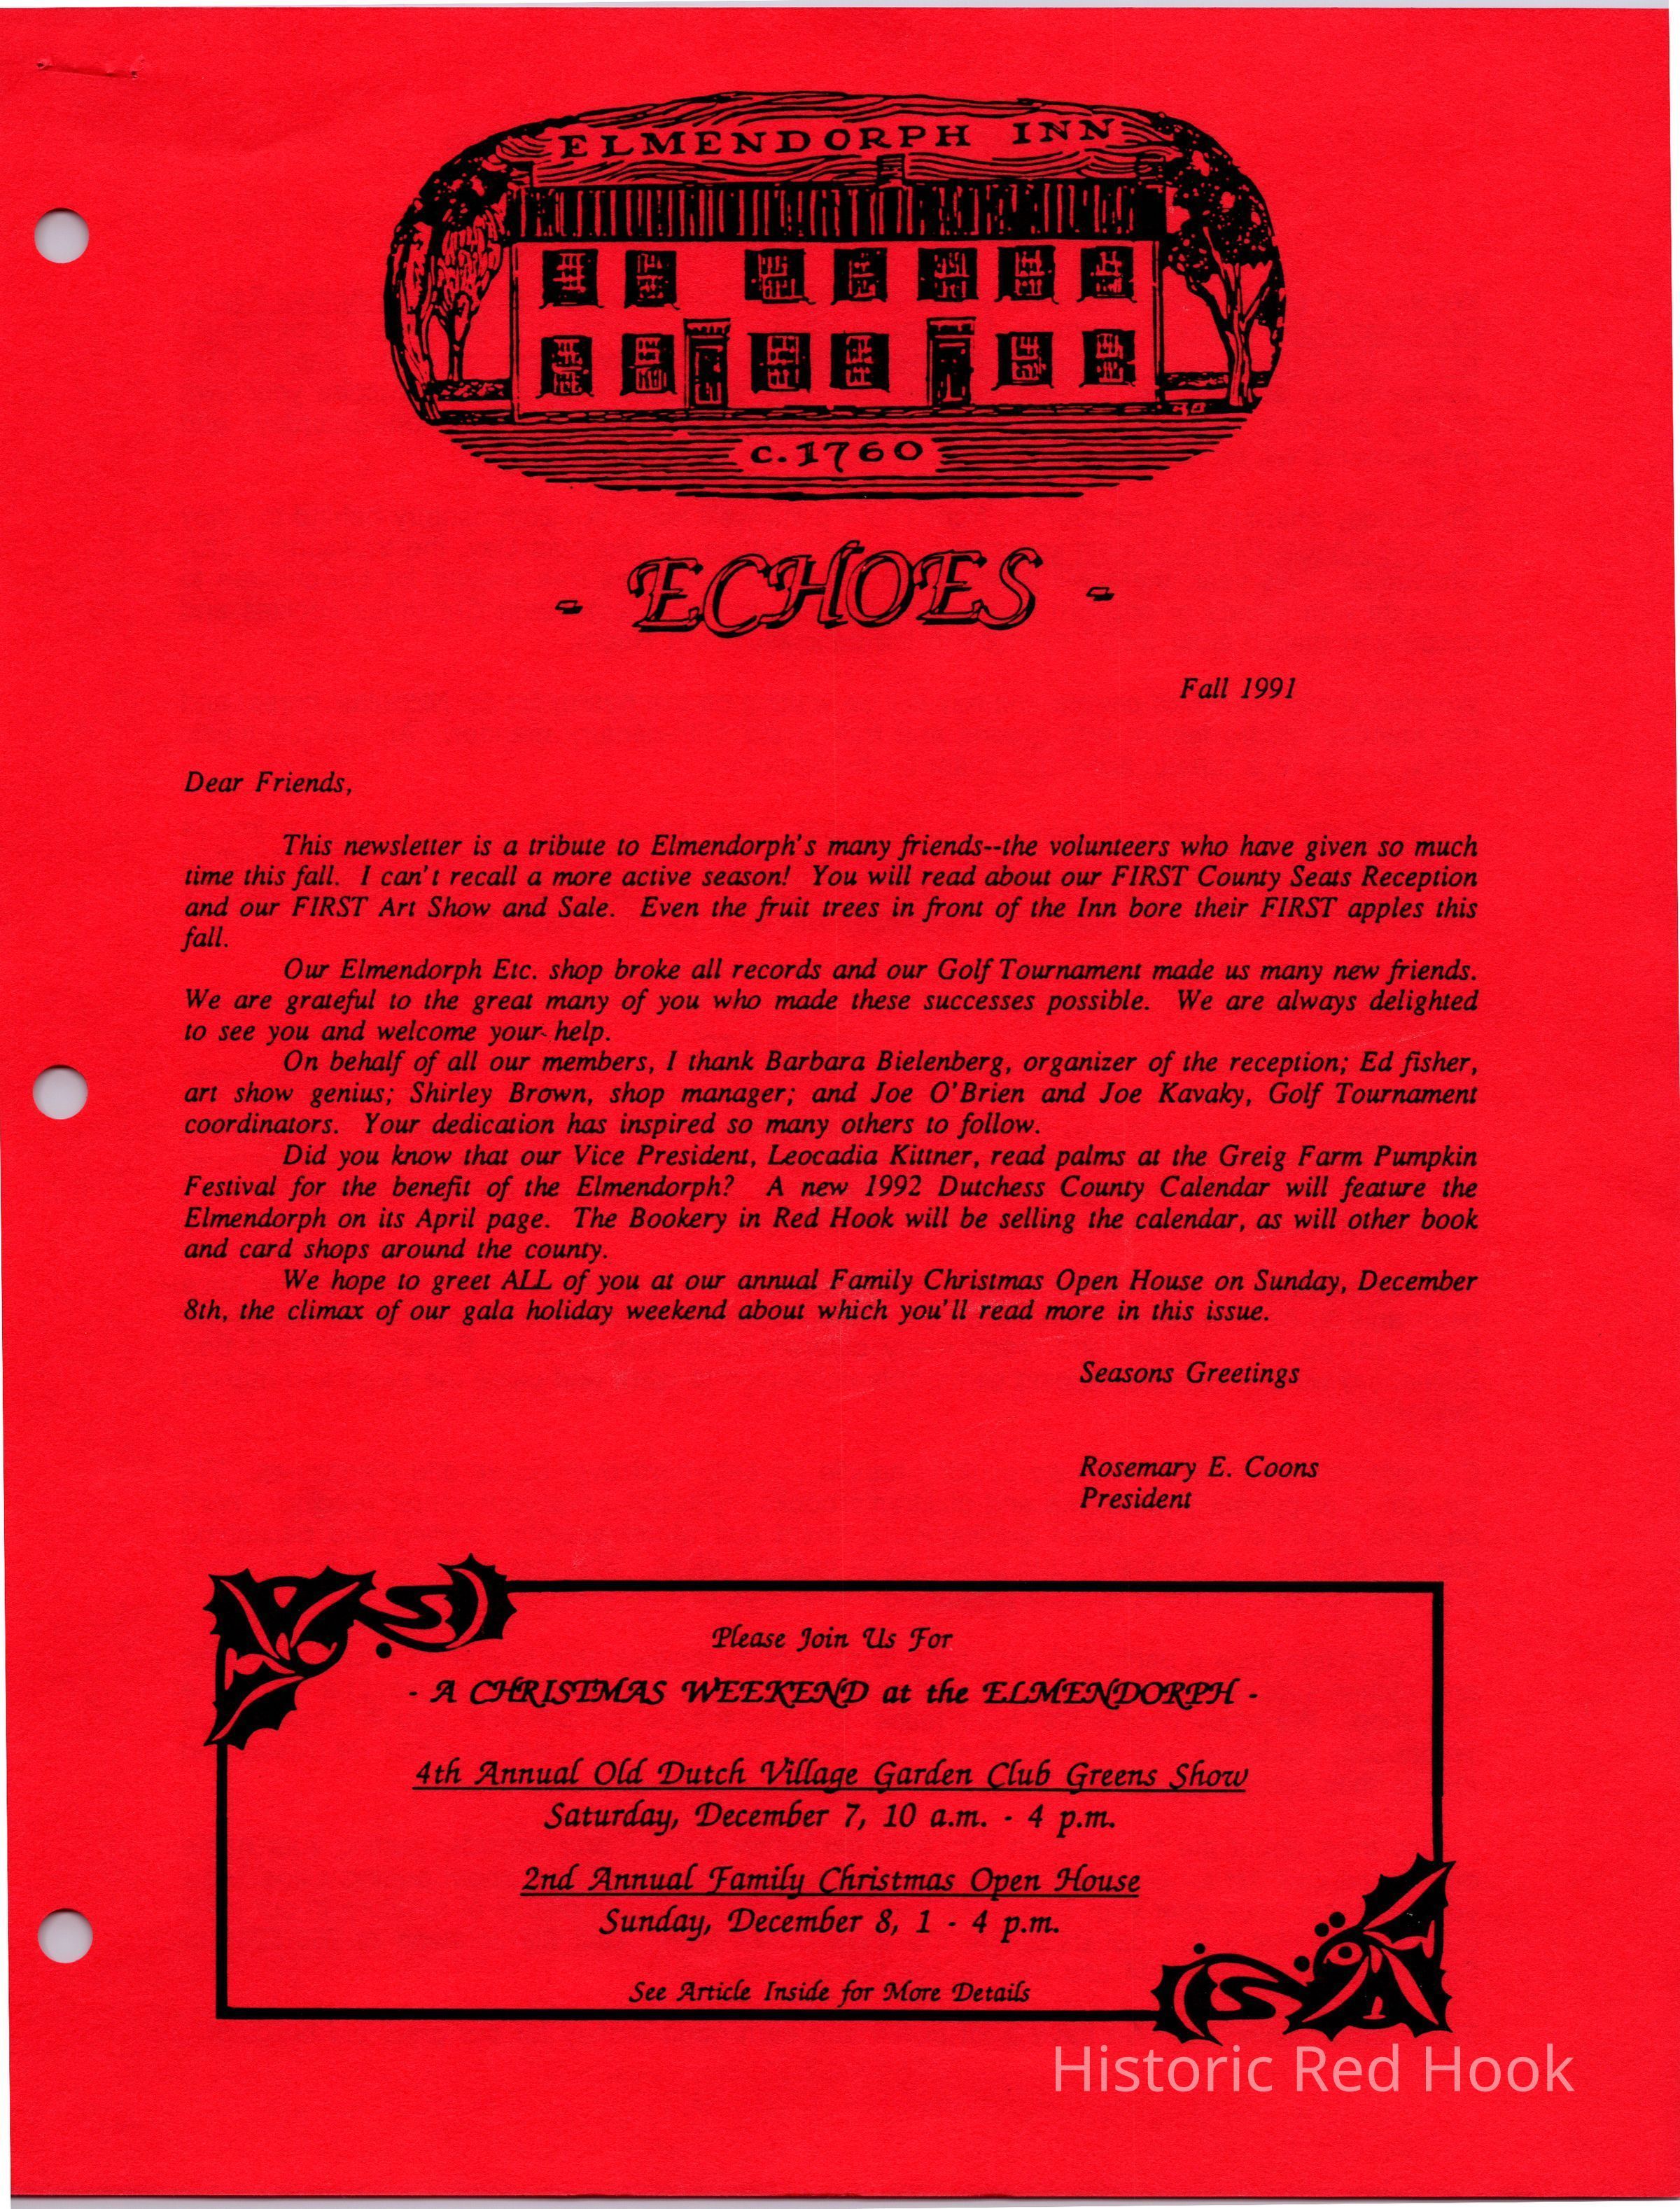 ELMENDORPH INN
c.1760
- ECHOES -
Fall 1991
Dear Friends,
This newsletter is a tribute to Elmendorph's many friends--the volunteers who have given so much
time this fall. I can't recall a more active season! You will read about our FIRST County Seats Reception
and our FIRST Art Show and Sale. Even the fruit trees in front of the Inn bore their FIRST apples this
fall.
Our Elmendorph Etc. shop broke all records and our Golf Tournament made us many new friends.
We are grateful to the great many of you who made these successes possible. We are always delighted
to see you and welcome your help.
On behalf of all our members, I thank Barbara Bielenberg, organizer of the reception; Ed fisher,
art show genius; Shirley Brown, shop manager; and Joe O'Brien and Joe Kavaky, Golf Tournament
coordinators. Your dedication has inspired so many others to follow.
Did you know that our Vice President, Leocadia Kittner, read palms at the Greig Farm Pumpkin
Festival for the benefit of the Elmendorph? A new 1992 Dutchess County Calendar will feature the
Elmendorph on its April page. The Bookery in Red Hook will be selling the calendar, as will other book
and card shops around the county.
We hope to greet ALL of you at our annual Family Christmas Open House on Sunday, December
8th, the climax of our gala holiday weekend about which you'll read more in this issue.
Seasons Greetings
Rosemary E. Coons
President
Please Join Us For
- A CHRISTMAS WEEKEND at the ELMENDORPH -
4th Annual Old Dutch Village Garden Club Greens Show
Saturday, December 7, 10 a.m. - 4 p.m.
2nd Annual Family Christmas Open House
Sunday, December 8, 1 - 4 p.m.
See Article Inside for More Details
Historic Red Hook